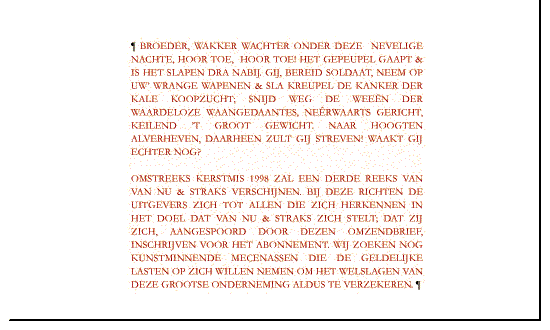 ¶ BROEDER, WAKKER WACHTER ONDER DEZE NEVELIGE
NACHTE, HOOR TOE, HOOR TOE! HET GEPEUPEL GAAPT &
IS HET SLAPEN DRA NABIJ. GIJ, BEREID SOLDAAT, NEEM OP
UW' WRANGE WAPENEN & SLA KREUPEL DE KANKER DER
KALE KOOPZUCHT; SNIJD WEG DE WEEËN DER
WAARDELOZE WAANGEDAANTES, NEÊRWAARTS GERICHT,
KEILEND 'T GROOT GEWICHT. NAAR HOOGTEN
ALVERHEVEN, DAARHEEN ZULT GIJ STREVEN! WAAKT GIJ
ECHTER NOG?
OMSTREEKS KERSTMIS 1998 ZAL EEN DERDE REEKS VAN
VAN NU & STRAKS VERSCHIJNEN. BIJ DEZE RICHTEN DE
UITGEVERS ZICH TOT ALLEN DIE ZICH HERKENNEN IN
HET DOEL DAT VAN NU & STRAKS ZICH STELT; DAT ZIJ
ZICH, AANGESPOORD DOOR DEZEN OMZENDBRIEF,
INSCHRIJVEN VOOR HET ABONNEMENT. WIJ ZOEKEN NOG
KUNSTMINNENDE MECENASSEN DIE DE GELDELIJKE
LASTEN OP ZICH WILLEN NEMEN OM HET WELSLAGEN VAN
DEZE GROOTSE ONDERNEMING ALDUS TE VERZEKEREN. ¶